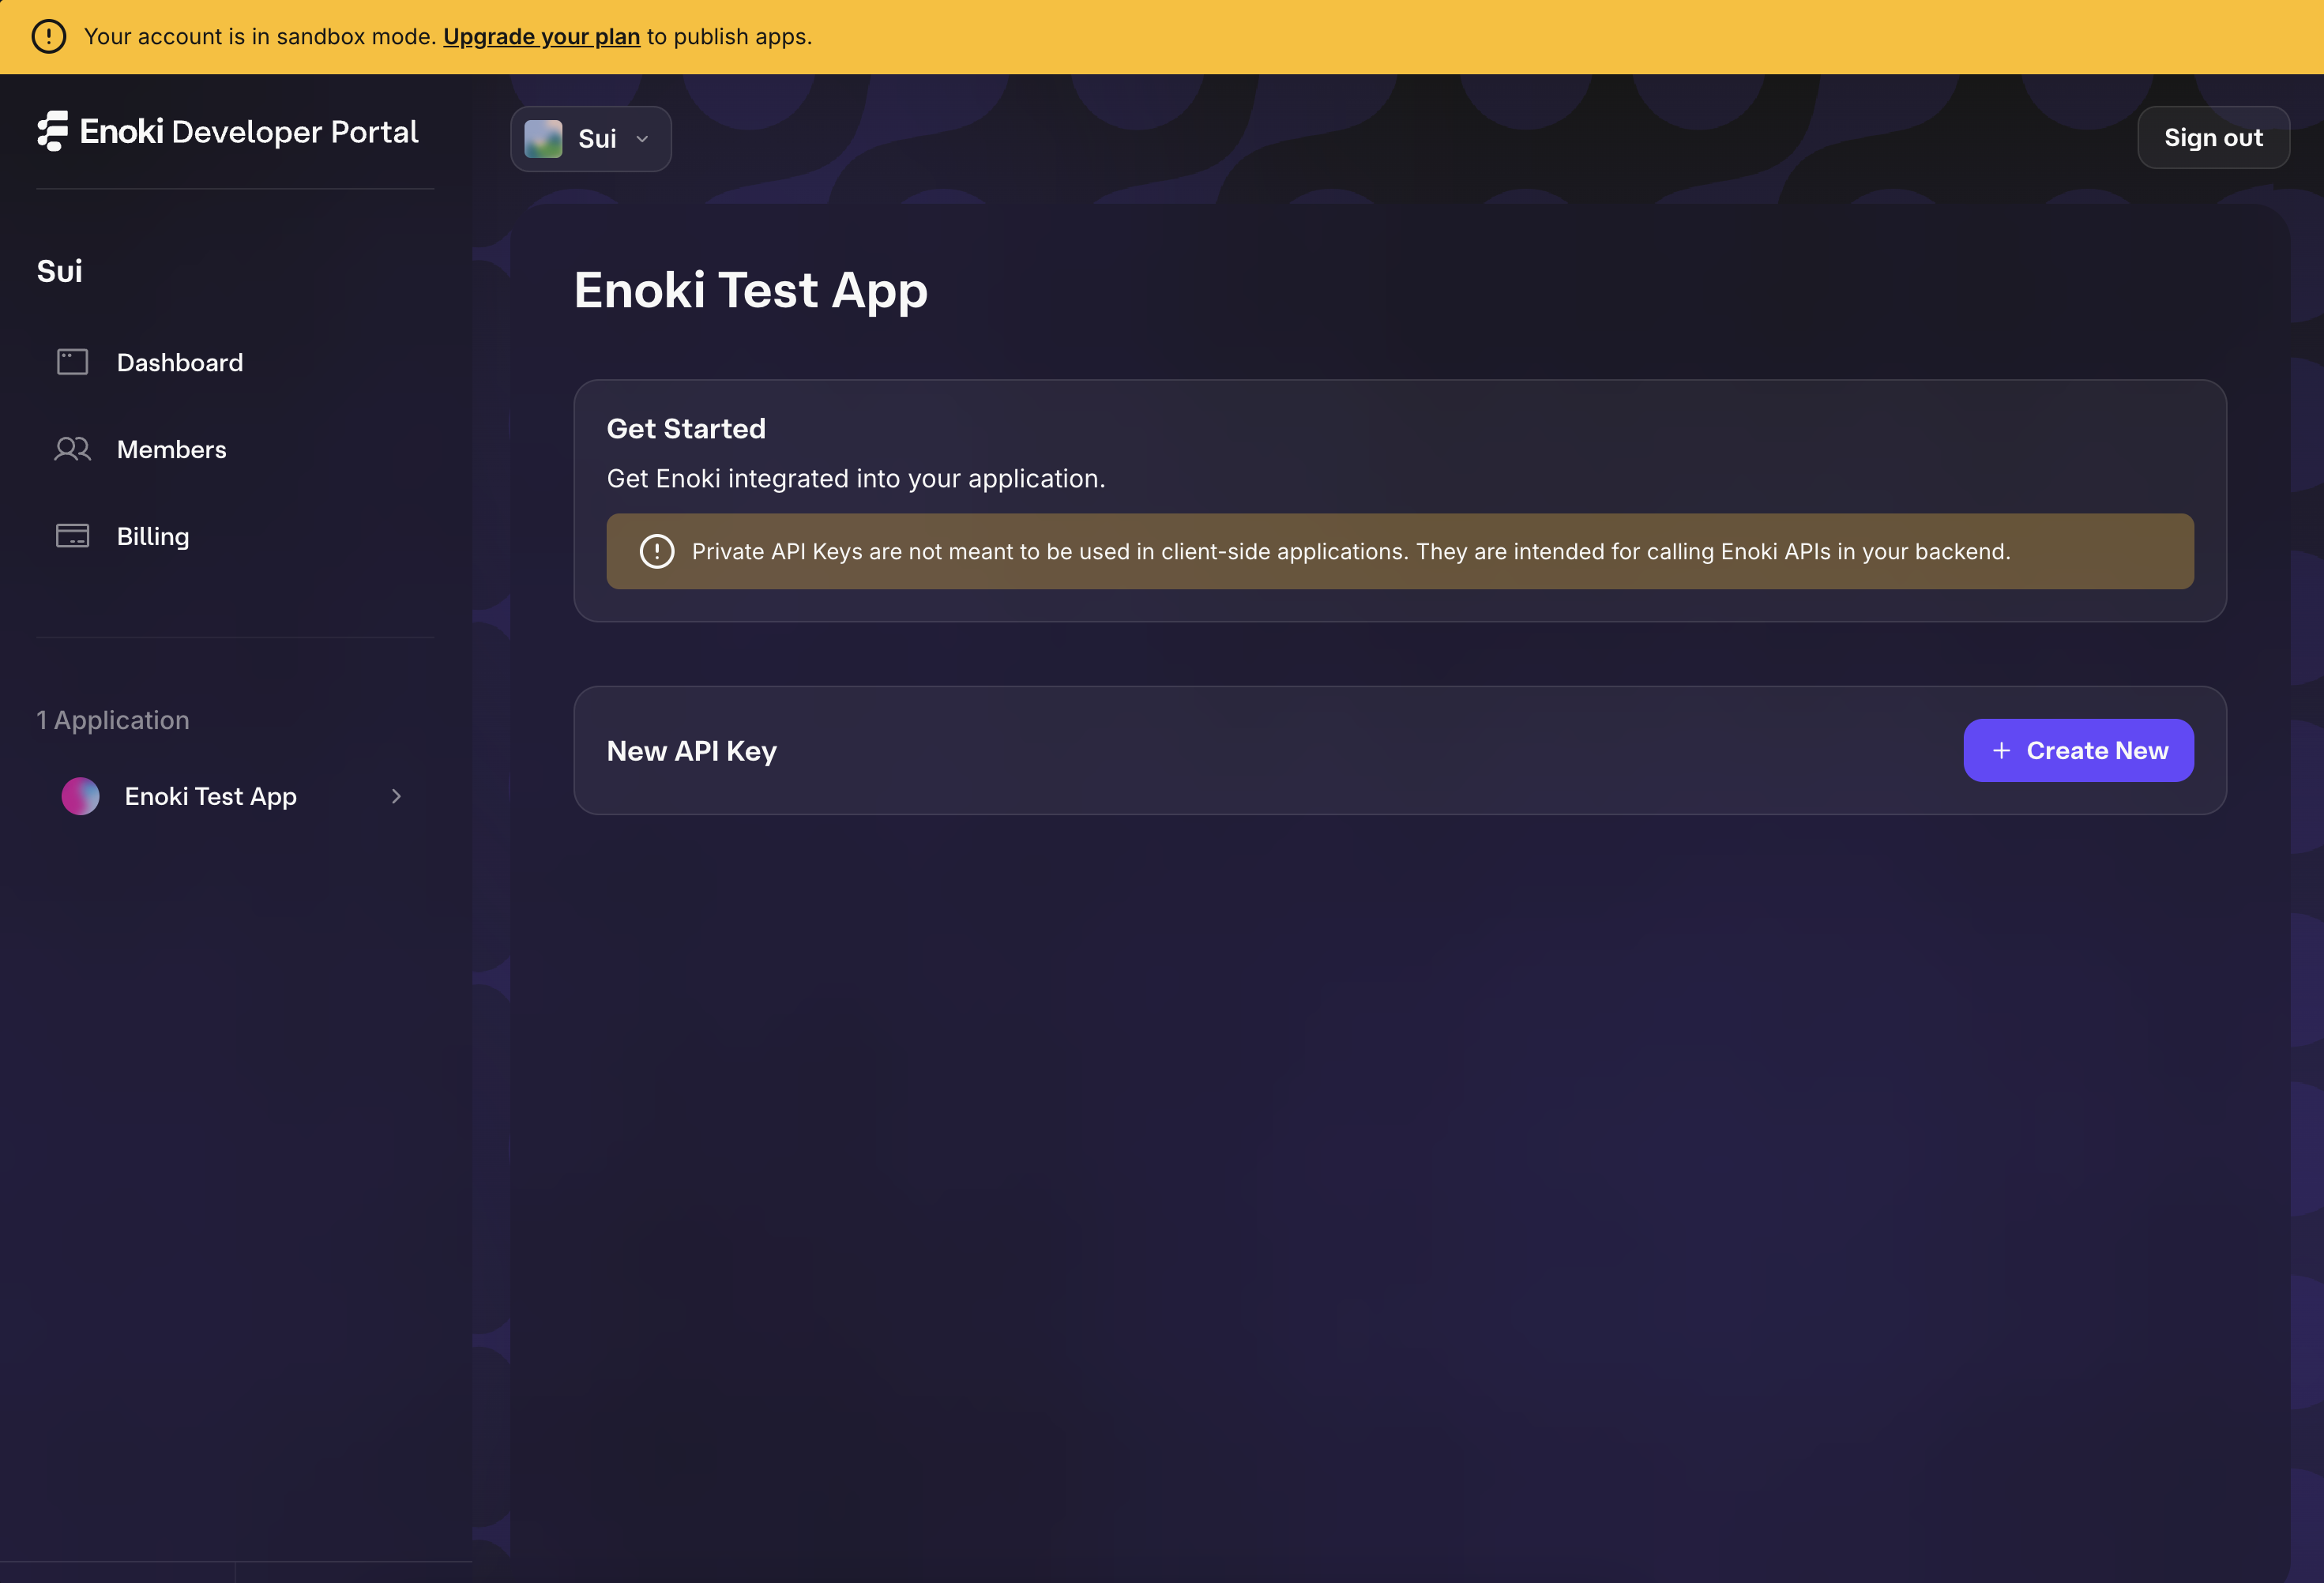 Your account is in sandbox mode. Upgrade your plan to publish apps.
Enoki Developer Portal
Sui
Sign out
Sui
Dashboard
Members
Billing
1 Application
Enoki Test App
Enoki Test App
Get Started
Get Enoki integrated into your application.
Private API Keys are not meant to be used in client-side applications. They are intended for calling Enoki APIs in your backend.
New API Key
Create New